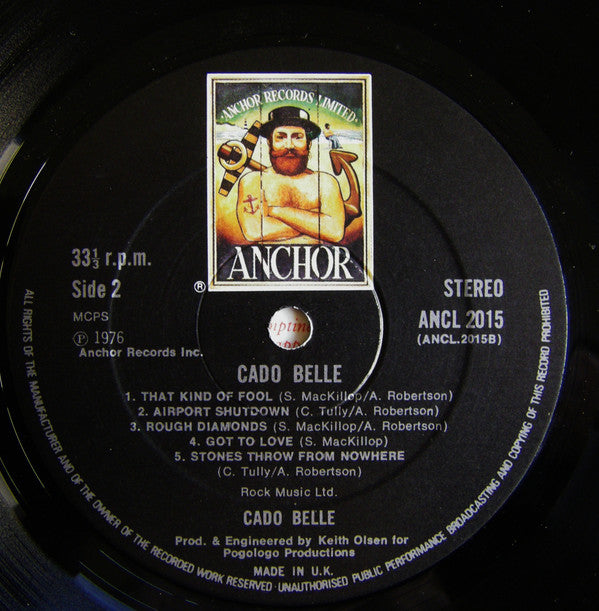 ANCHOR RECORDS LIMITED
ANCHOR
®
33⅓ r.p.m.
Side 2
MCPS
℗ 1976
Anchor Records Inc.
STEREO
ANCL 2015
(ANCL.2015B)
CADO BELLE
1. THAT KIND OF FOOL (S. MacKillop/A. Robertson)
2. AIRPORT SHUTDOWN (C. Tully/A. Robertson)
3. ROUGH DIAMONDS (S. MacKillop/A. Robertson)
4. GOT TO LOVE (S. MacKillop)
5. STONES THROW FROM NOWHERE
(C. Tully/A. Robertson)
Rock Music Ltd.
CADO BELLE
Prod. & Engineered by Keith Olsen for
Pogologo Productions
MADE IN U.K.
ALL RIGHTS OF THE MANUFACTURER AND OF THE OWNER OF THE RECORDED WORK RESERVED · UNAUTHORISED PUBLIC PERFORMANCE BROADCASTING AND COPYING OF THIS RECORD PROHIBITED